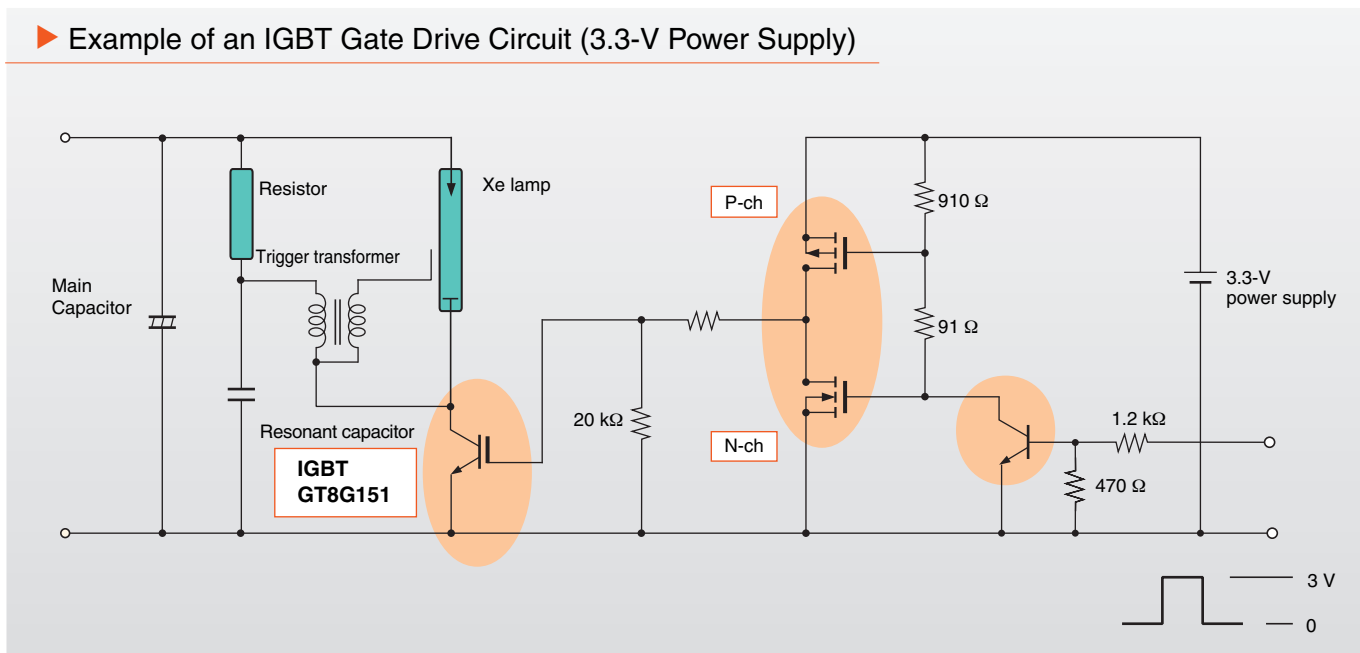 Example of an IGBT Gate Drive Circuit (3.3-V Power Supply)
Resistor
Xe lamp
P-ch
910 Ω
Trigger transformer
Main
Capacitor
3.3-V
power supply
91 Ω
20 kΩ
1.2 kΩ
Resonant capacitor
N-ch
IGBT
GT8G151
470 Ω
3 V
0